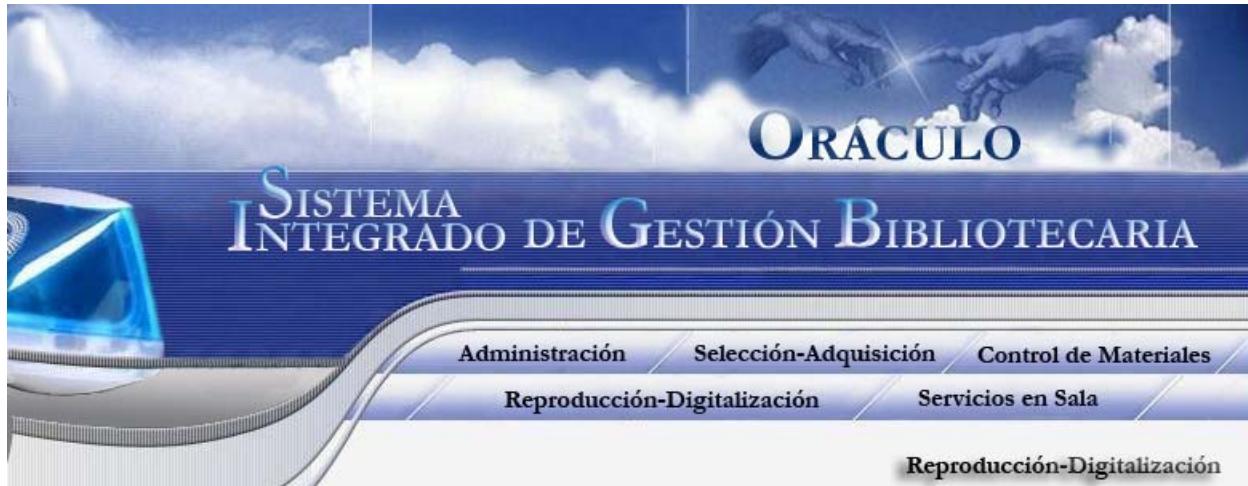 ORÁCULO
SISTEMA
INTEGRADO DE GESTIÓN BIBLIOTECARIA
Administración Selección-Adquisición Control de Materiales
Reproducción-Digitalización Servicios en Sala
Reproducción-Digitalización